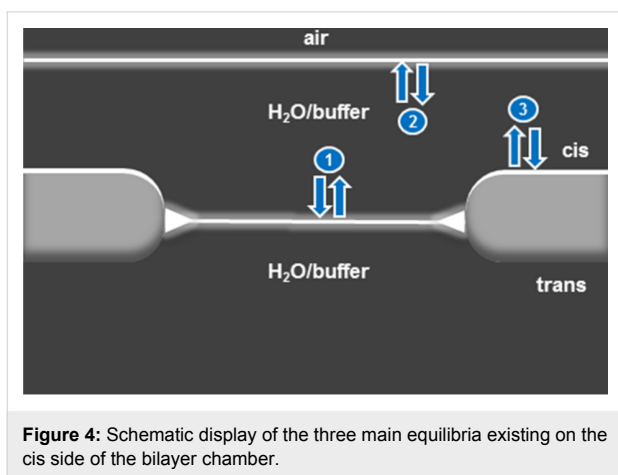 air
H₂O/buffer
2
3
cis
1
H₂O/buffer
trans
Figure 4: Schematic display of the three main equilibria existing on the
cis side of the bilayer chamber.